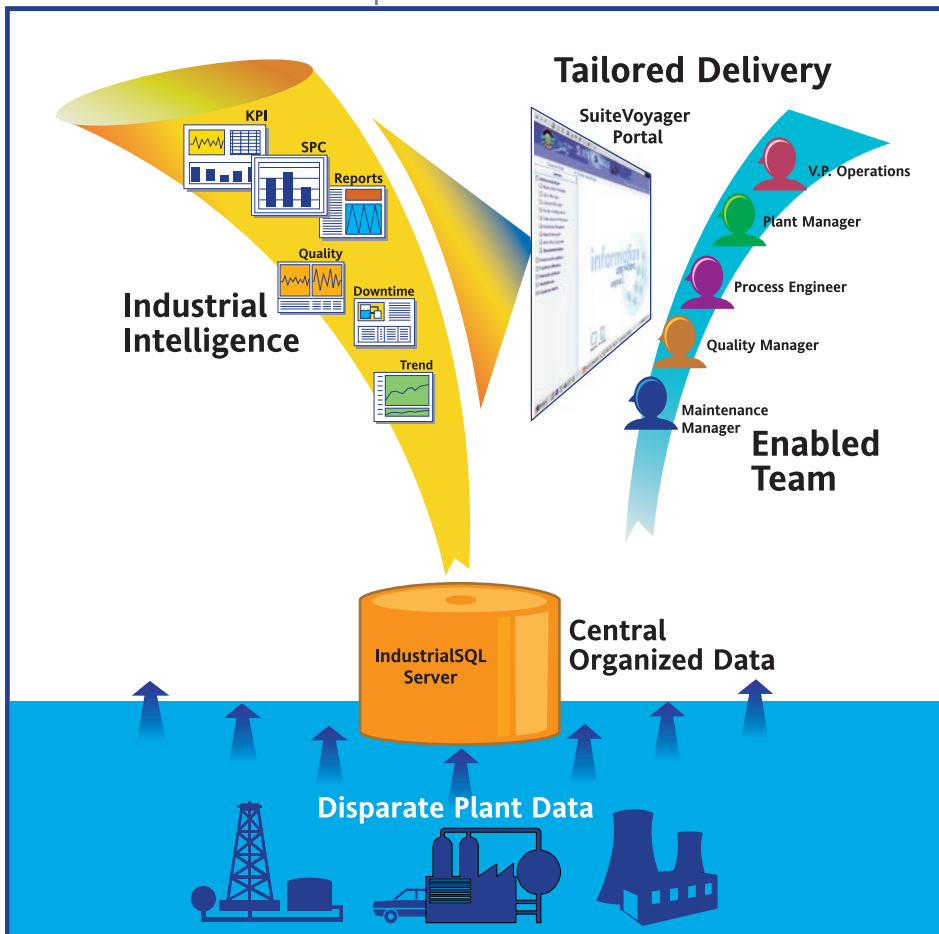 Tailored Delivery
SuiteVoyager
Portal
KPI
SPC
Reports
Quality
Downtime
Trend
Industrial
Intelligence
V.P. Operations
Plant Manager
Process Engineer
Quality Manager
Maintenance
Manager
Enabled
Team
IndustrialSQL
Server
Central
Organized Data
Disparate Plant Data